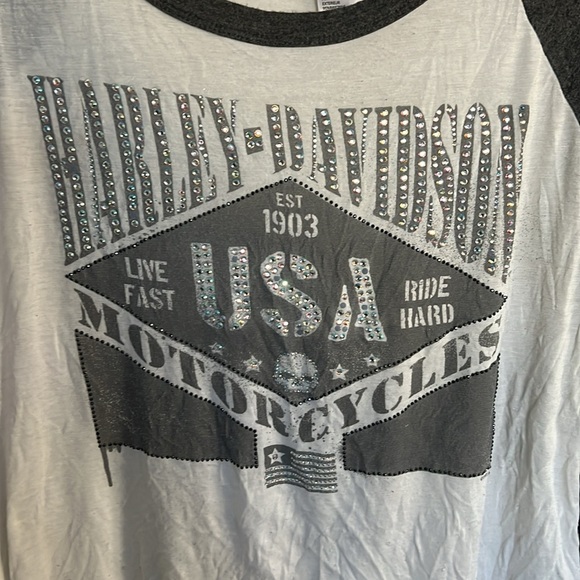 HARLEY-DAVIDSON
EST
1903
LIVE
FAST
USA
RIDE
HARD
MOTORCYCLES